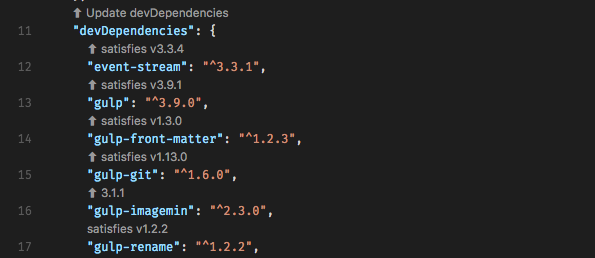 ⬆ Update devDependencies
11 "devDependencies": {
⬆ satisfies v3.3.4
12 "event-stream": "^3.3.1",
⬆ satisfies v3.9.1
13 "gulp": "^3.9.0",
⬆ satisfies v1.3.0
14 "gulp-front-matter": "^1.2.3",
⬆ satisfies v1.13.0
15 "gulp-git": "^1.6.0",
⬆ 3.1.1
16 "gulp-imagemin": "^2.3.0",
satisfies v1.2.2
17 "gulp-rename": "^1.2.2",